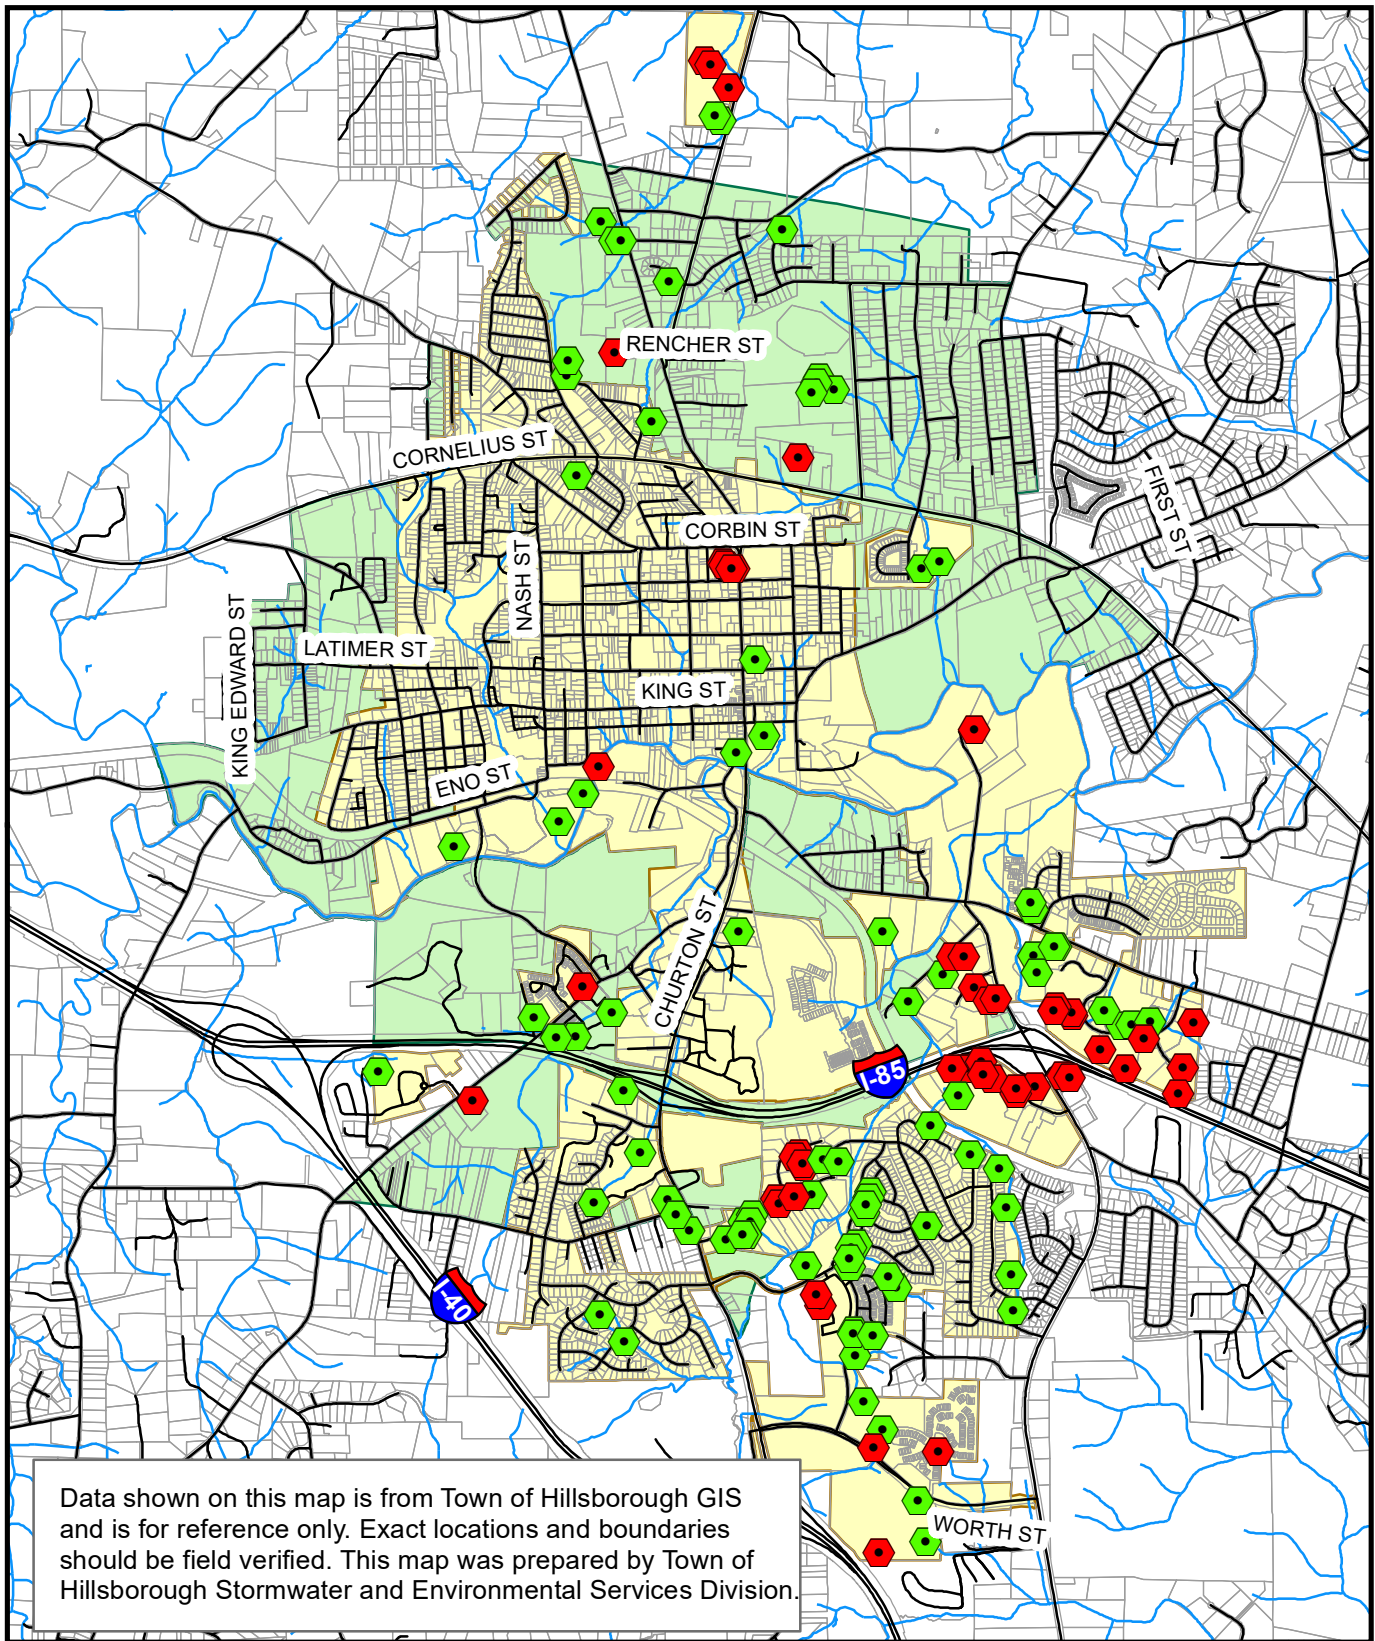 RENCHER ST
CORNELIUS ST
FIRST ST
CORBIN ST
NASH ST
KING EDWARD ST
LATIMER ST
KING ST
ENO ST
CHURTON ST
I-85
I-40
WORTH ST
Data shown on this map is from Town of Hillsborough GIS
and is for reference only. Exact locations and boundaries
should be field verified. This map was prepared by Town of
Hillsborough Stormwater and Environmental Services Division.